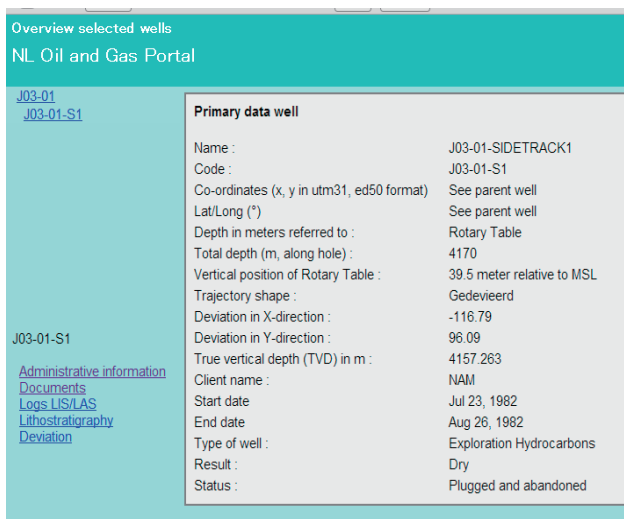 Overview selected wells
NL Oil and Gas Portal
J03-01
J03-01-S1
Primary data well
Name : J03-01-SIDETRACK1
Code : J03-01-S1
Co-ordinates (x, y in utm31, ed50 format) See parent well
Lat/Long (°) See parent well
Depth in meters referred to : Rotary Table
Total depth (m, along hole) : 4170
Vertical position of Rotary Table : 39.5 meter relative to MSL
Trajectory shape : Gedevieerd
Deviation in X-direction : -116.79
Deviation in Y-direction : 96.09
True vertical depth (TVD) in m : 4157.263
Client name : NAM
Start date Jul 23, 1982
End date Aug 26, 1982
Type of well : Exploration Hydrocarbons
Result : Dry
Status : Plugged and abandoned
J03-01-S1
Administrative information
Documents
Logs LIS/LAS
Lithostratigraphy
Deviation